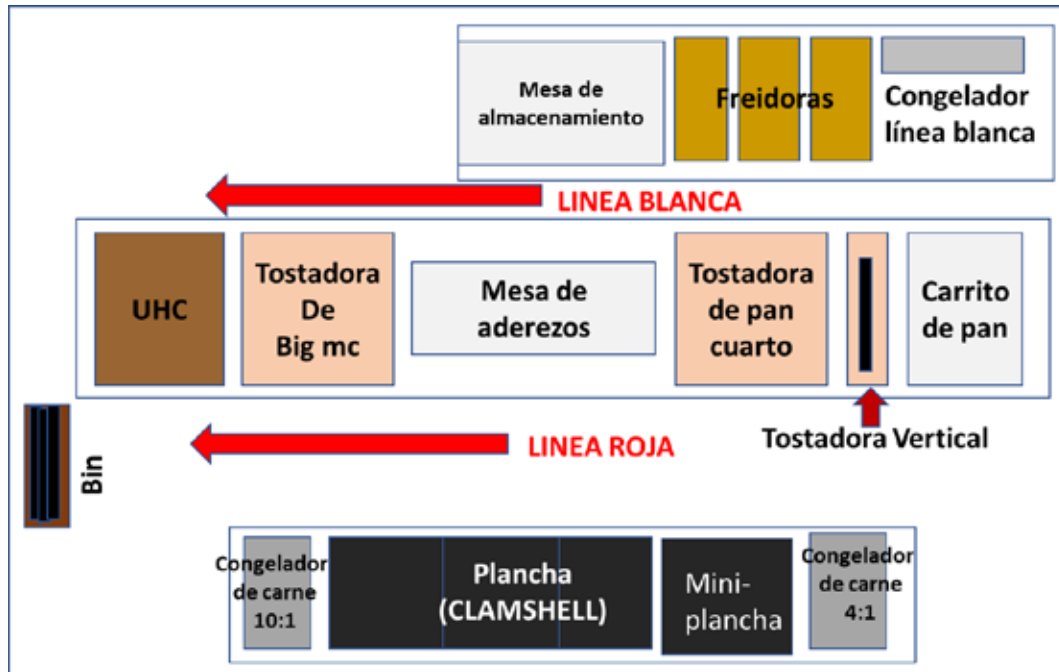 Mesa de
almacenamiento
Freidoras
Congelador
línea blanca
LINEA BLANCA
UHC
Tostadora
De
Big mc
Mesa de
aderezos
Tostadora
de pan
cuarto
Carrito
de pan
Tostadora Vertical
LINEA ROJA
Bin
Congelador
de carne
10:1
Plancha
(CLAMSHELL)
Mini-
plancha
Congelador
de carne
4:1